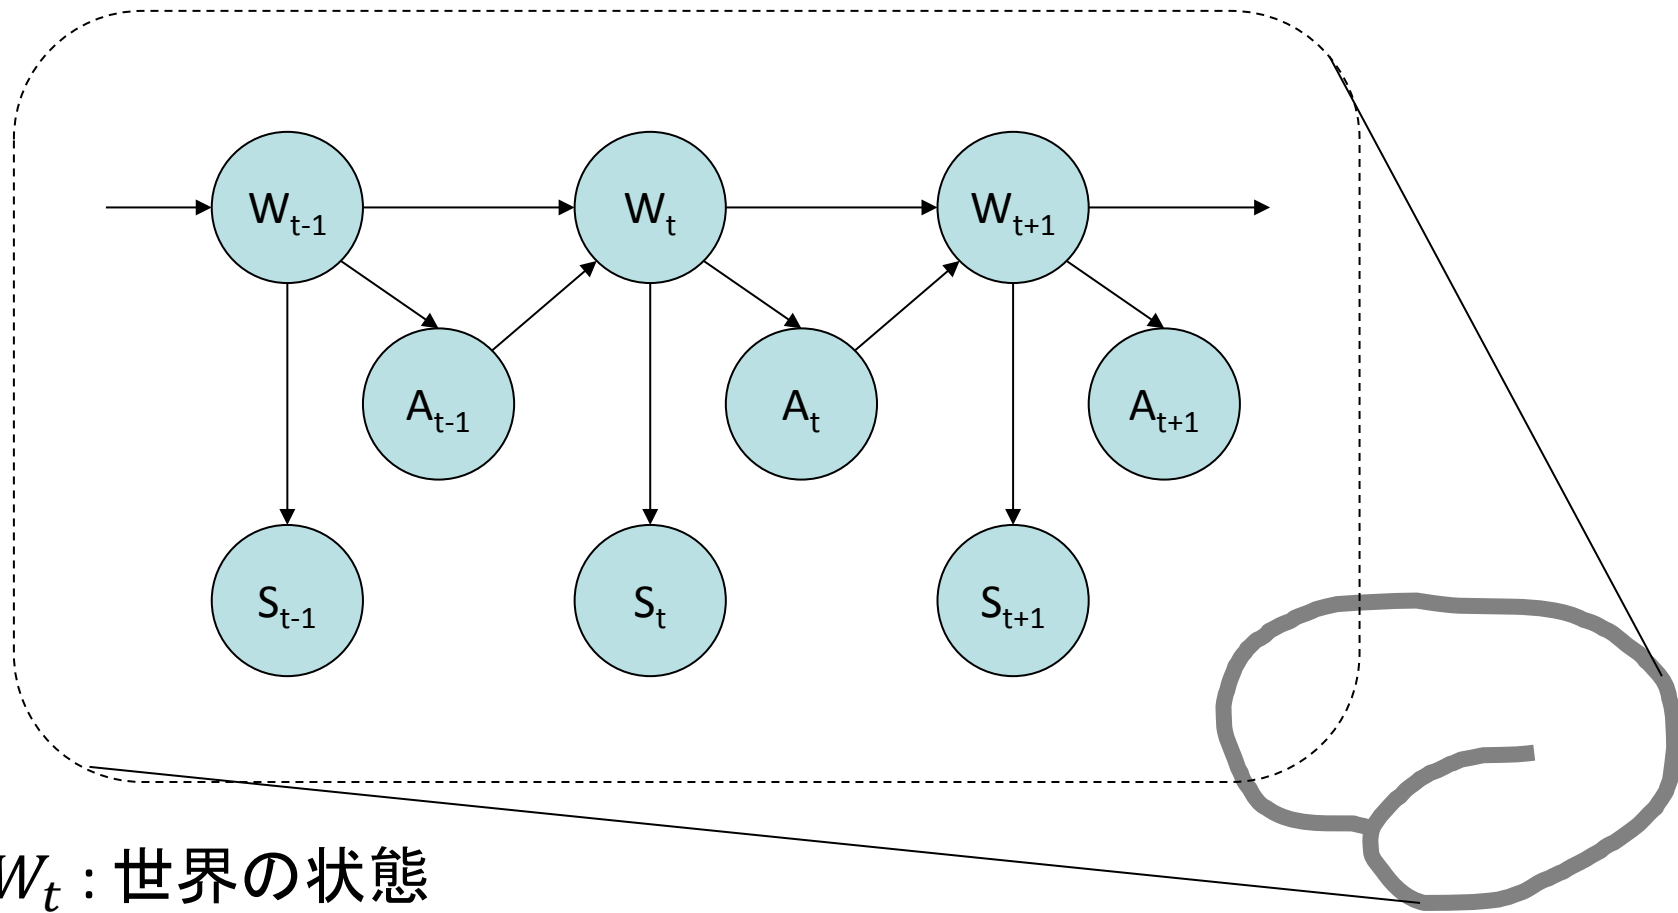 W_{t-1} W_t W_{t+1}
A_{t-1} A_t A_{t+1}
S_{t-1} S_t S_{t+1}
W_t : 世界の状態